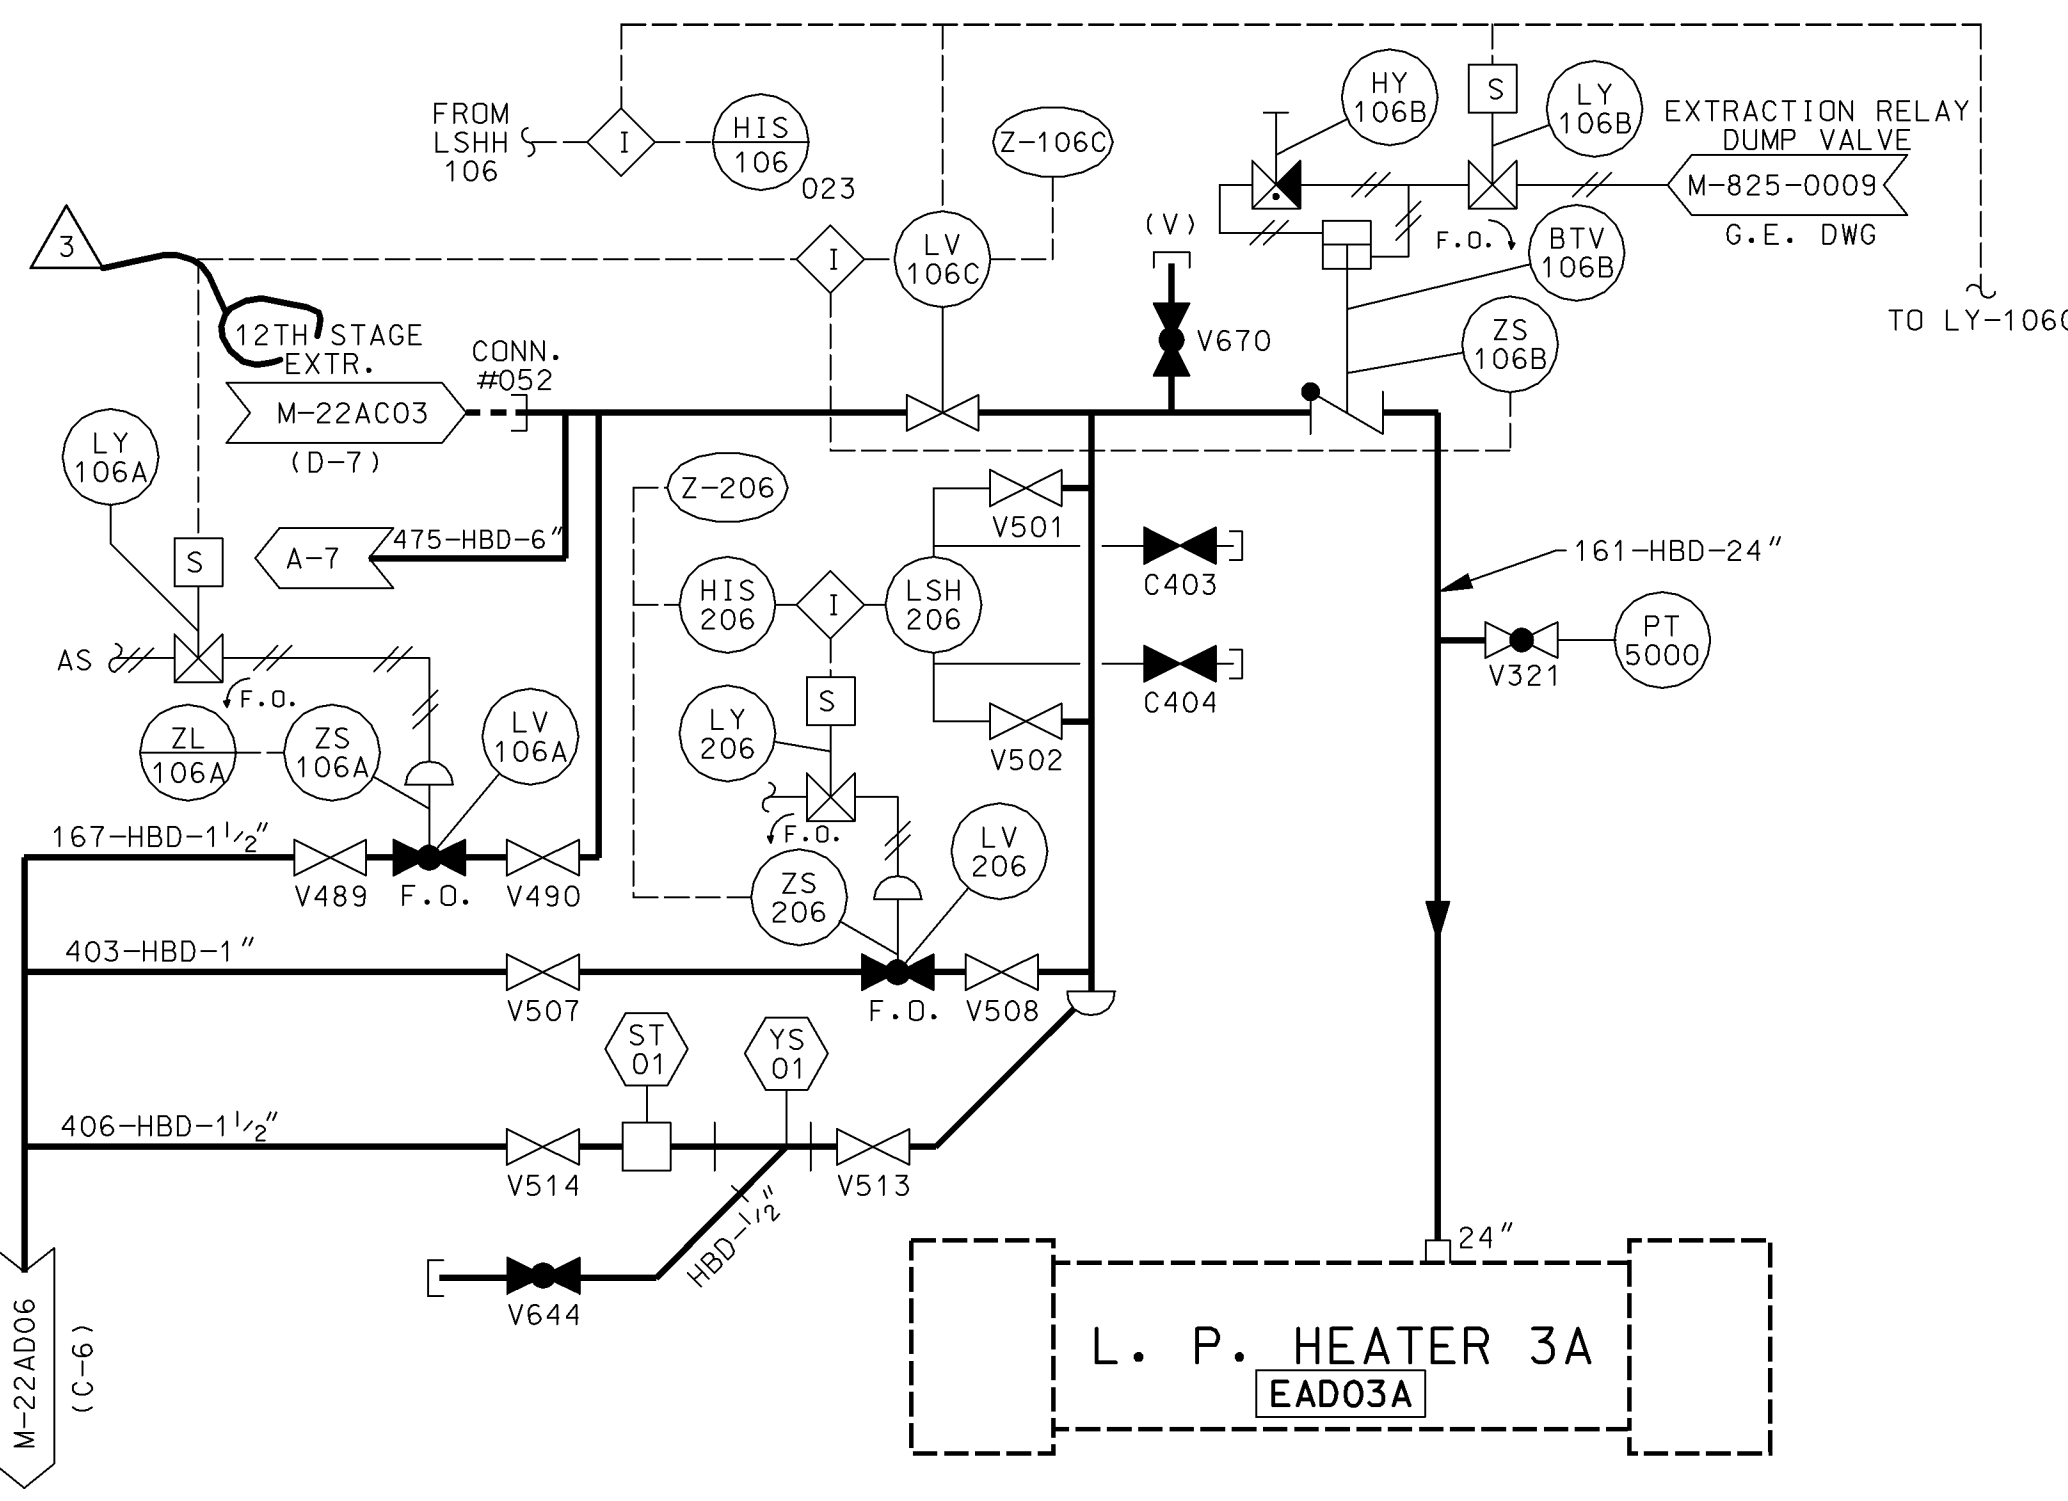 FROM
LSHH
106
I
HIS
106
023
Z-106C
HY
106B
S
LY
106B
EXTRACTION RELAY
DUMP VALVE
M-825-0009
G.E. DWG
3
I
LV
106C
(V)
F.O.
BTV
106B
V670
ZS
106B
TO LY-106C
12TH STAGE
EXTR.
CONN.
#052
M-22AC03
(D-7)
LY
106A
Z-206
V501
475-HBD-6"
A-7
S
C403
161-HBD-24"
HIS
206
I
LSH
206
PT
5000
V321
AS
F.O.
C404
S
LY
206
V502
ZL
106A
ZS
106A
LV
106A
F.O.
167-HBD-1 1/2"
V489
F.O.
V490
ZS
206
LV
206
403-HBD-1"
V507
F.O.
V508
ST
01
YS
01
406-HBD-1 1/2"
V514
V513
HBD-1/2"
V644
24"
M-22AD06
(C-6)
L. P. HEATER 3A
EAD03A